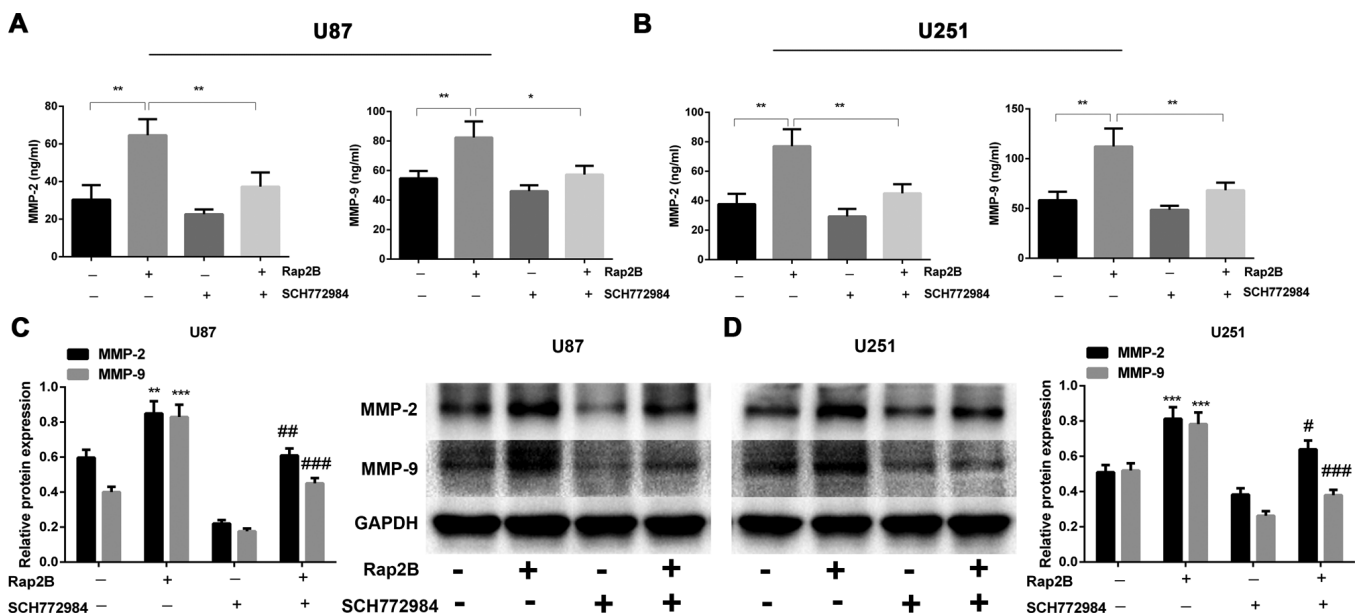 A
U87
B
U251
** **
MMP-2 (ng/ml)
80
60
40
20
0
– + – + Rap2B
– – + + SCH772984
** *
MMP-9 (ng/ml)
100
80
60
40
20
0
– + – + Rap2B
– – + + SCH772984
** **
MMP-2 (ng/ml)
100
80
60
40
20
0
– + – + Rap2B
– – + + SCH772984
** **
MMP-9 (ng/ml)
150
100
50
0
– + – + Rap2B
– – + + SCH772984
C
U87
MMP-2
MMP-9
Relative protein expression
1.0
0.8
0.6
0.4
0.2
0.0
** *** ## ###
Rap2B – + – +
SCH772984 – – + +
U87
U251
MMP-2
MMP-9
GAPDH
Rap2B - + - + - + - +
SCH772984 - - + + - - + +
D
U251
MMP-2
MMP-9
Relative protein expression
1.0
0.8
0.6
0.4
0.2
0.0
*** *** # ###
Rap2B – + – +
SCH772984 – – + +